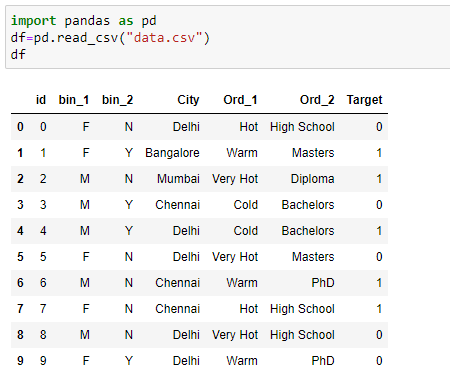 import pandas as pd
df=pd.read_csv("data.csv")
df
id bin_1 bin_2 City Ord_1 Ord_2 Target
0 0 F N Delhi Hot High School 0
1 1 F Y Bangalore Warm Masters 1
2 2 M N Mumbai Very Hot Diploma 1
3 3 M Y Chennai Cold Bachelors 0
4 4 M Y Delhi Cold Bachelors 1
5 5 F N Delhi Very Hot Masters 0
6 6 M N Chennai Warm PhD 1
7 7 F N Chennai Hot High School 1
8 8 M N Delhi Very Hot High School 0
9 9 F Y Delhi Warm PhD 0